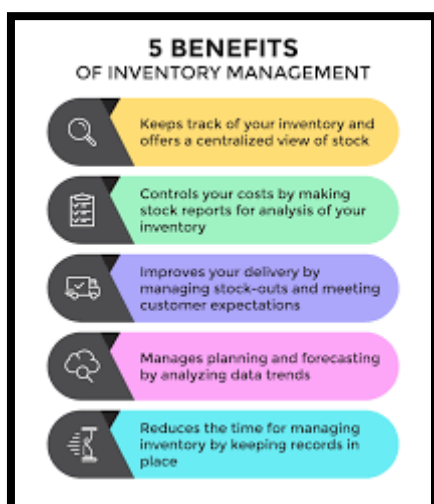 5 BENEFITS
OF INVENTORY MANAGEMENT
Keeps track of your inventory and
offers a centralized view of stock
Controls your costs by making
stock reports for analysis of your
inventory
Improves your delivery by
managing stock-outs and meeting
customer expectations
Manages planning and forecasting
by analyzing data trends
Reduces the time for managing
inventory by keeping records in
place